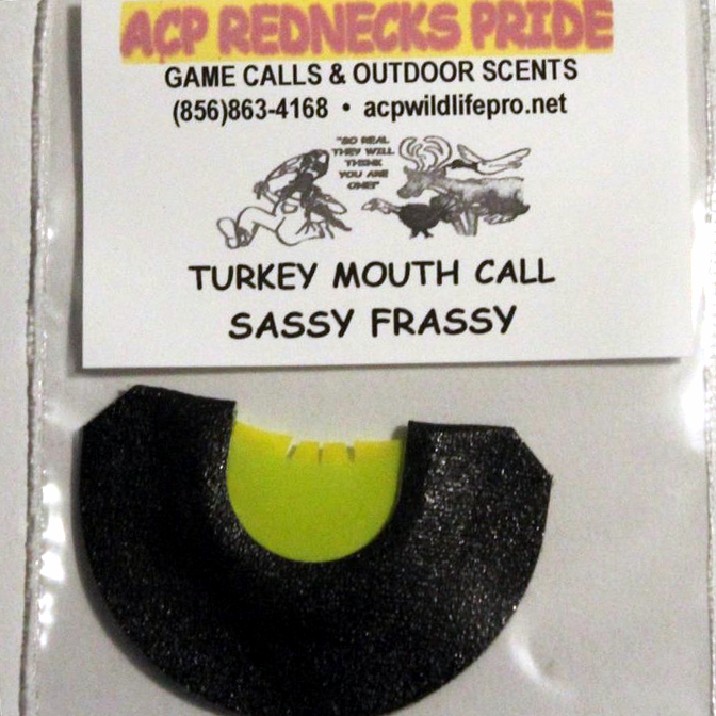 ACP REDNECKS PRIDE
GAME CALLS & OUTDOOR SCENTS
(856)863-4168 • acpwildlifepro.net
"SO REAL
THEY WILL
THINK
YOU ARE
ONE!"
TURKEY MOUTH CALL
SASSY FRASSY